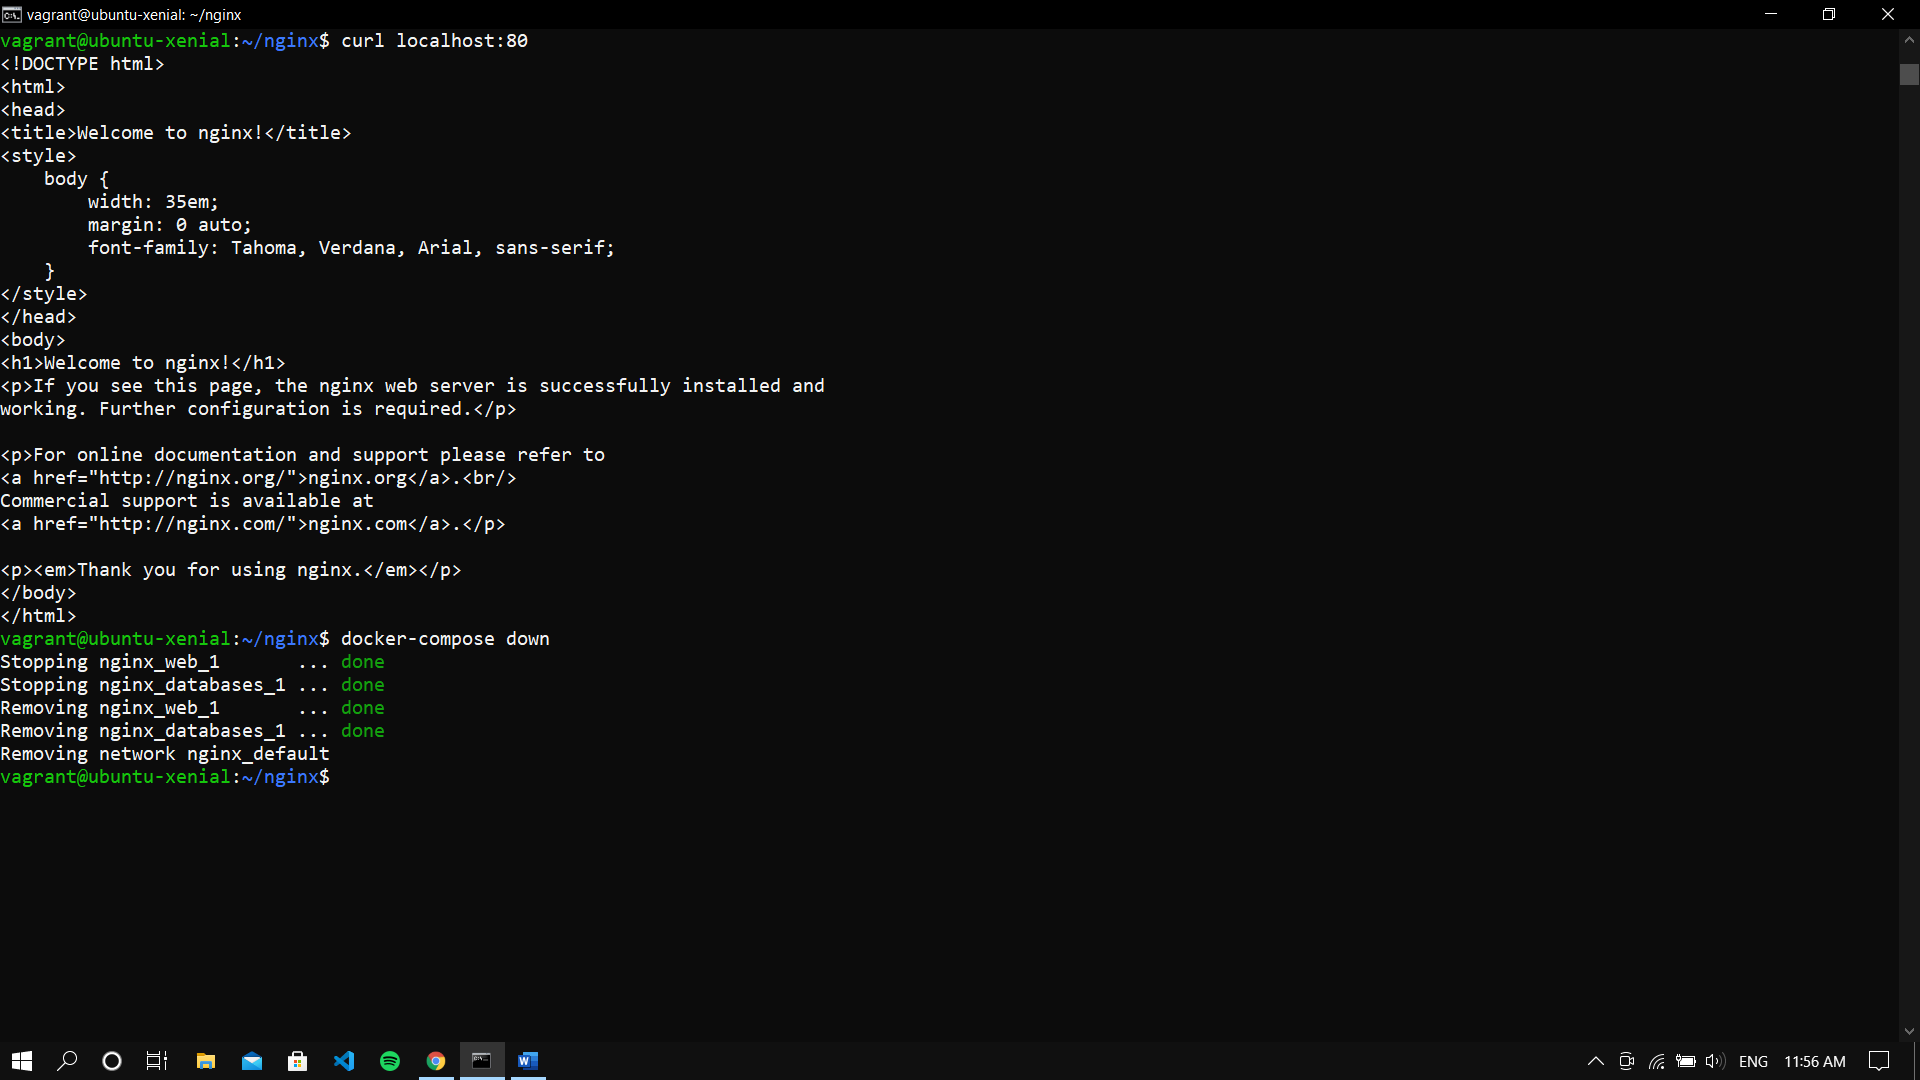 vagrant@ubuntu-xenial: ~/nginx
vagrant@ubuntu-xenial:~/nginx$ curl localhost:80
<!DOCTYPE html>
<html>
<head>
<title>Welcome to nginx!</title>
<style>
    body {
        width: 35em;
        margin: 0 auto;
        font-family: Tahoma, Verdana, Arial, sans-serif;
    }
</style>
</head>
<body>
<h1>Welcome to nginx!</h1>
<p>If you see this page, the nginx web server is successfully installed and
working. Further configuration is required.</p>

<p>For online documentation and support please refer to
<a href="http://nginx.org/">nginx.org</a>.<br/>
Commercial support is available at
<a href="http://nginx.com/">nginx.com</a>.</p>

<p><em>Thank you for using nginx.</em></p>
</body>
</html>
vagrant@ubuntu-xenial:~/nginx$ docker-compose down
Stopping nginx_web_1       ... done
Stopping nginx_databases_1 ... done
Removing nginx_web_1       ... done
Removing nginx_databases_1 ... done
Removing network nginx_default
vagrant@ubuntu-xenial:~/nginx$
ENG 11:56 AM